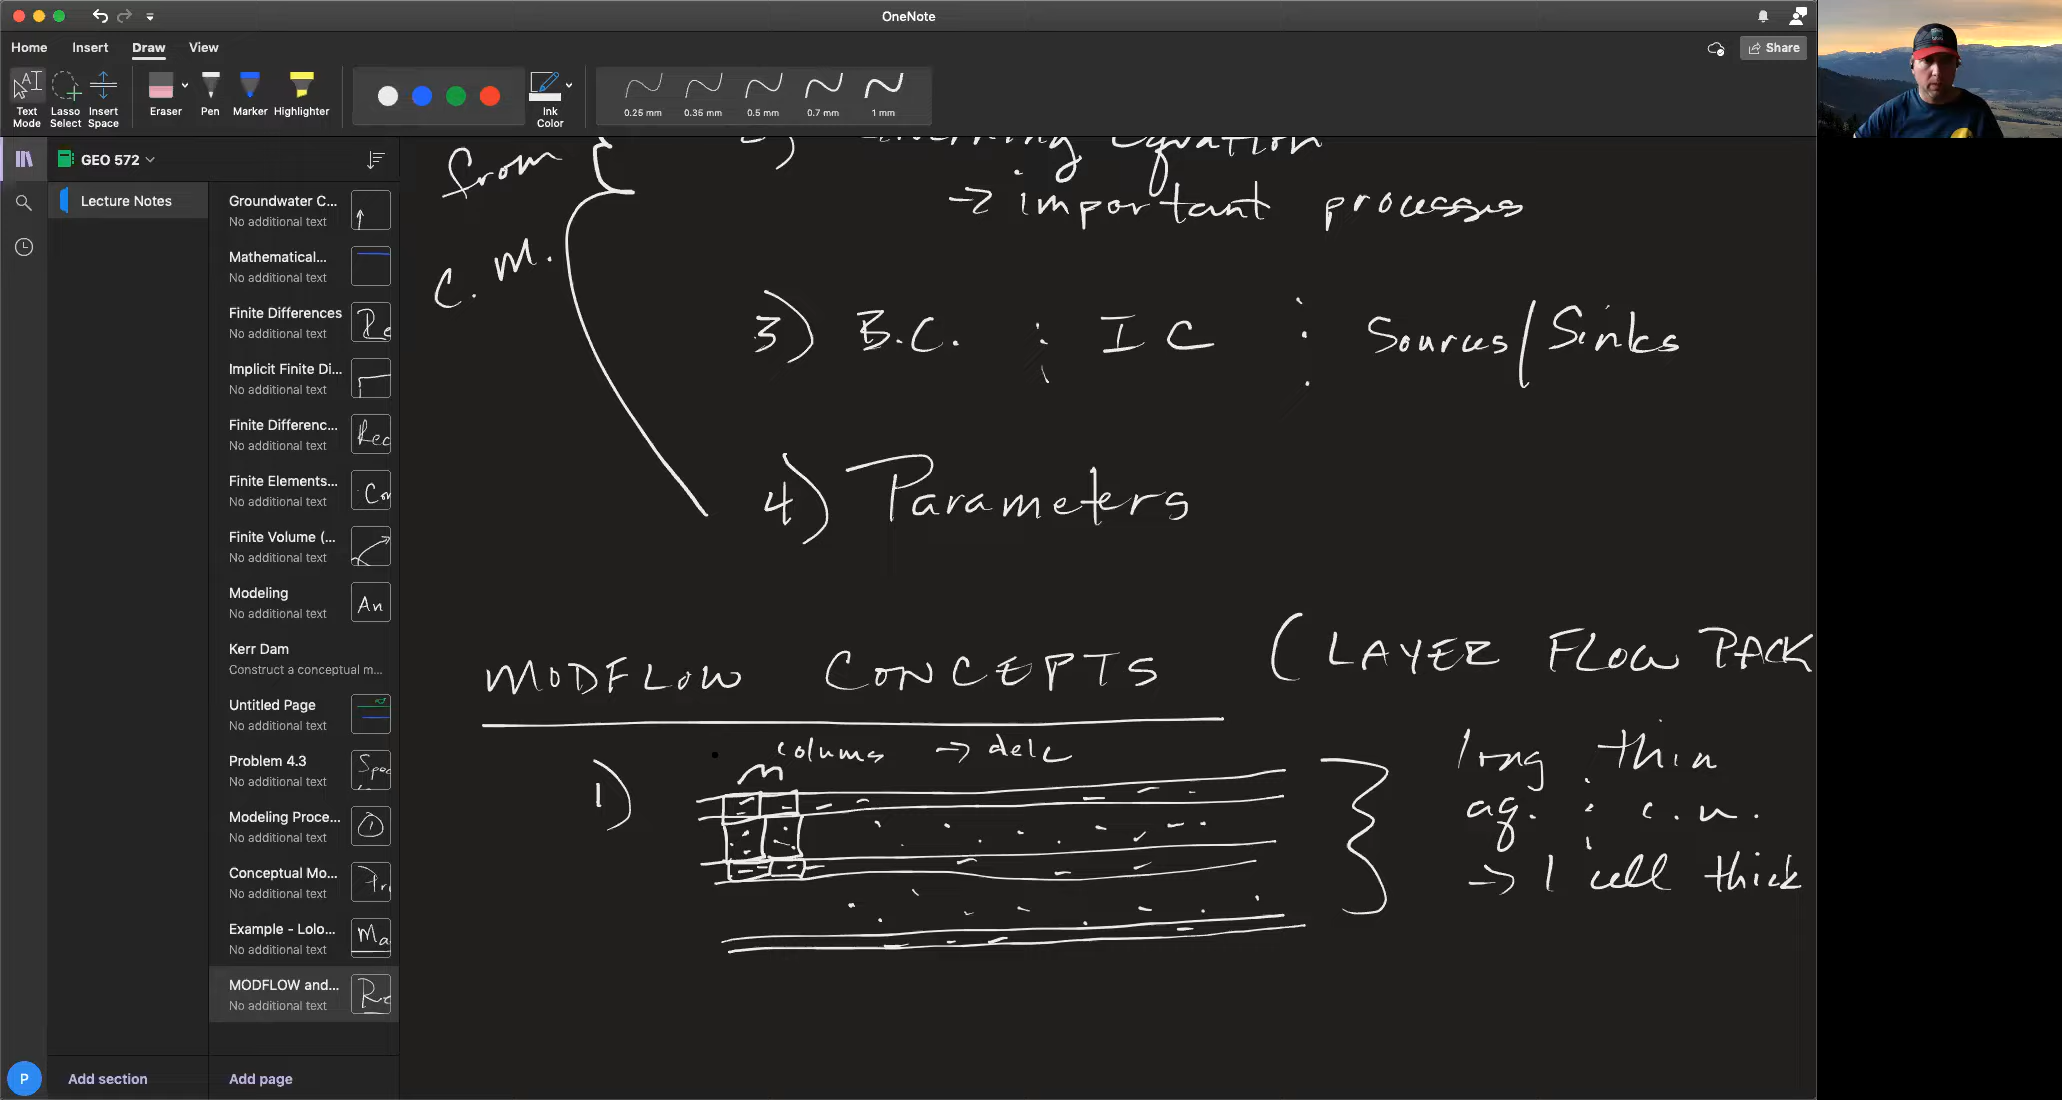 OneNote
Home Insert Draw View
Share
Text Mode
Lasso Select
Insert Space
Eraser
Pen
Marker
Highlighter
Ink Color
0.25 mm 0.35 mm 0.5 mm 0.7 mm 1 mm
GEO 572
Lecture Notes
Groundwater C...
No additional text
Mathematical...
No additional text
Finite Differences
No additional text
Implicit Finite Di...
No additional text
Finite Differenc...
No additional text
Finite Elements...
No additional text
Finite Volume (...
No additional text
Modeling
No additional text
Kerr Dam
Construct a conceptual m...
Untitled Page
No additional text
Problem 4.3
No additional text
Modeling Proce...
No additional text
Conceptual Mo...
No additional text
Example - Lolo...
No additional text
MODFLOW and...
No additional text
P
Add section
Add page
from
C.M.
Equation
→ important processes
3) B.C. ; IC : Sources/Sinks
4) Parameters
MODFLOW CONCEPTS (LAYER FLOW PACK
1)
colums → delc
long thin
aq. ; c.u.
→ 1 cell thick